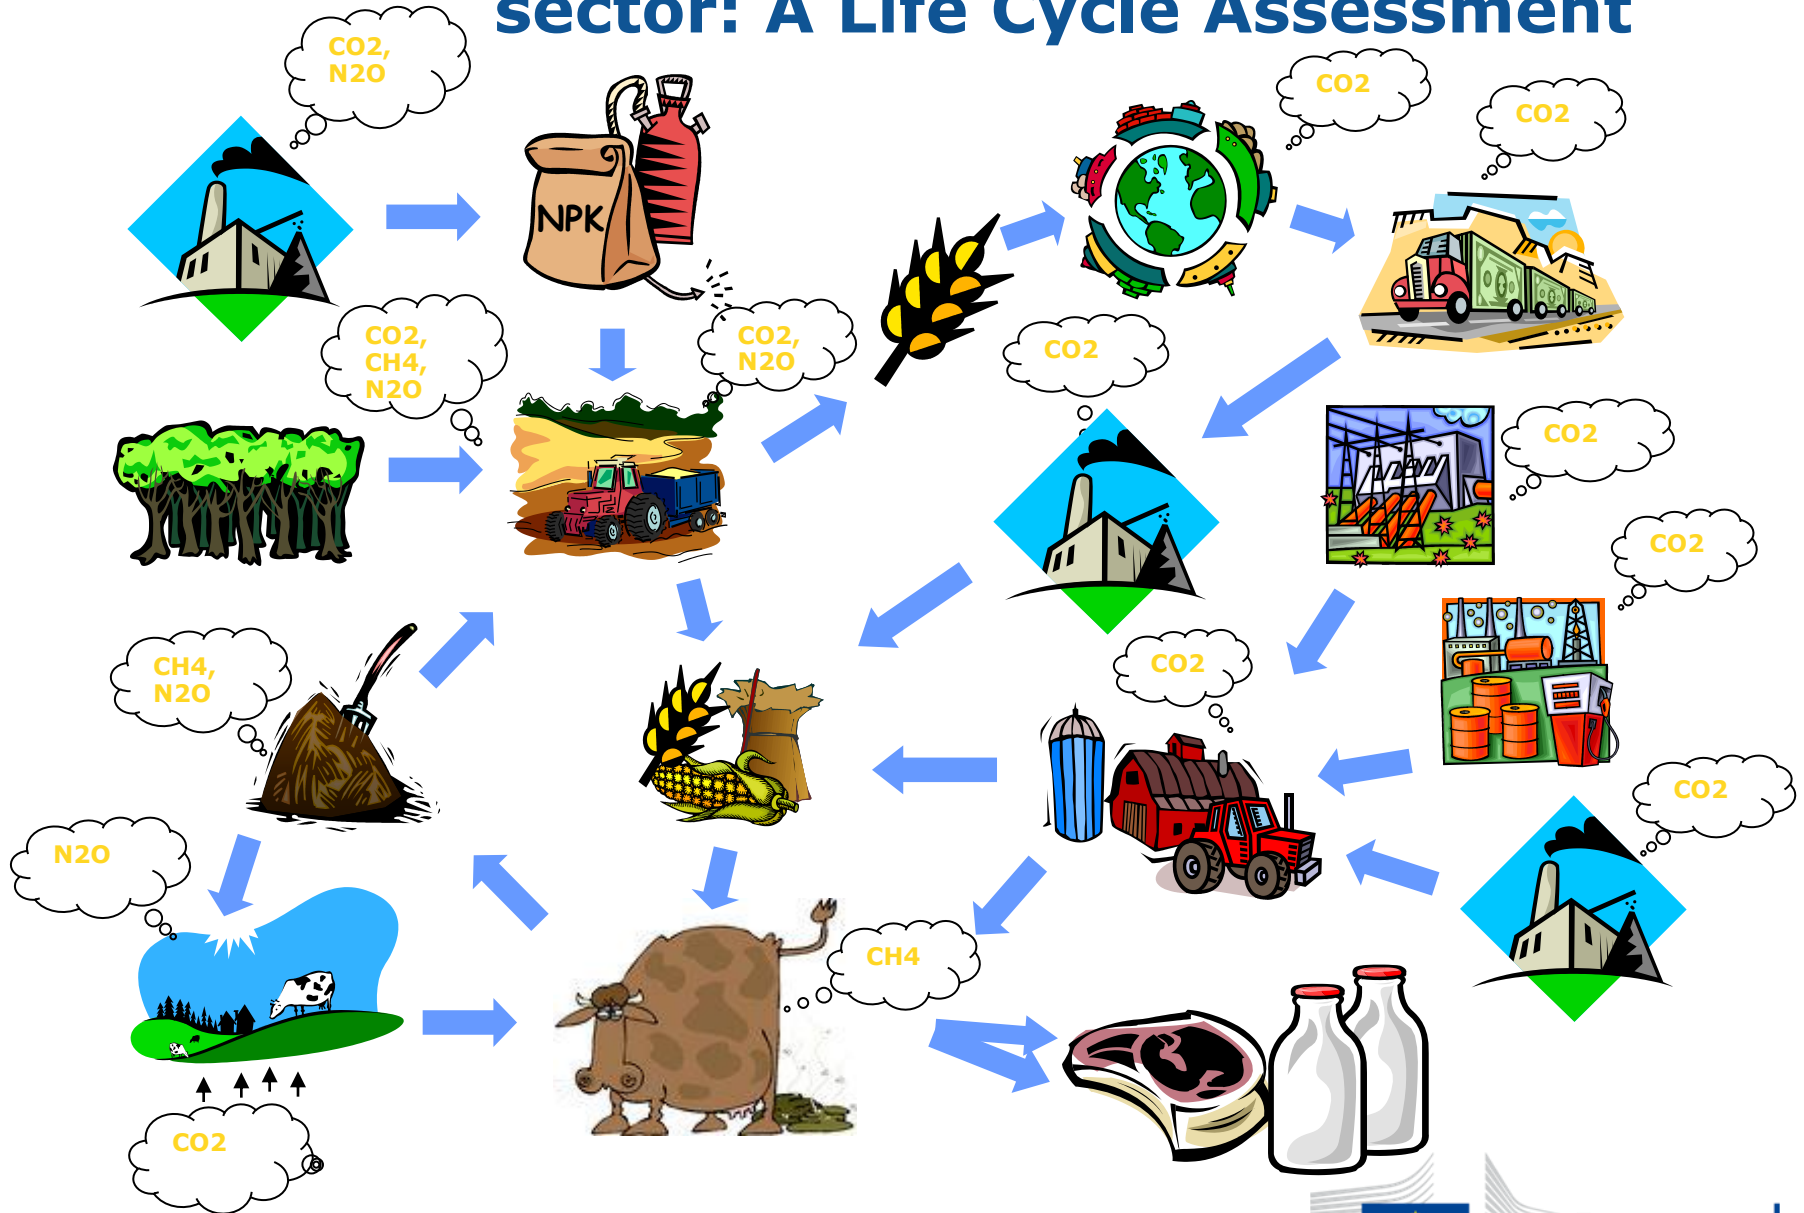 sector: A Life Cycle Assessment
CO2,
N2O
CO2
CO2
NPK
CO2,
CH4,
N2O
CO2,
N2O
CO2
CO2
CO2
CH4,
N2O
CO2
CO2
N2O
CH4
CO2